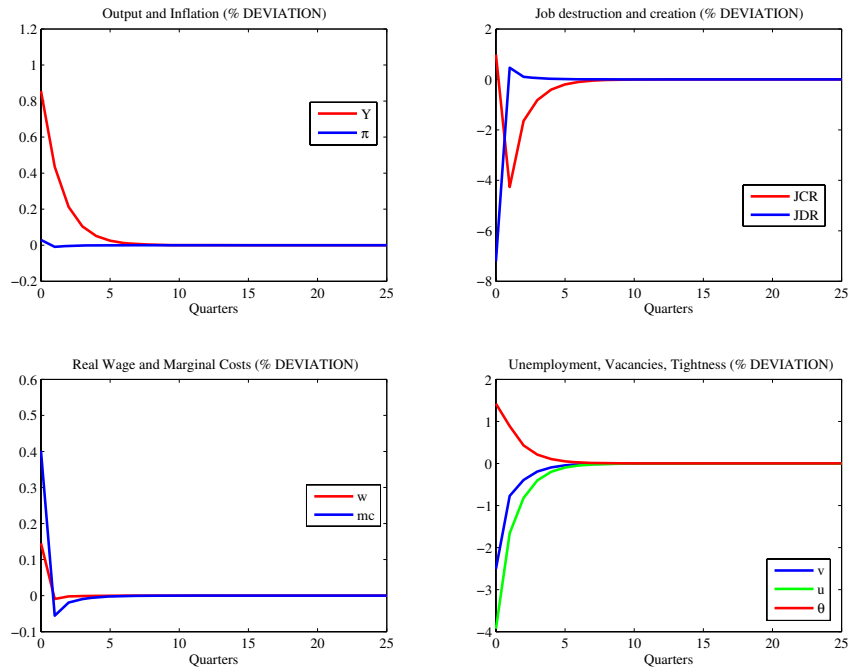 Output and Inflation (% DEVIATION)
1.2
1
0.8
0.6
0.4
0.2
0
−0.2
0 5 10 15 20 25
Quarters
Y
π
Job destruction and creation (% DEVIATION)
2
0
−2
−4
−6
−8
0 5 10 15 20 25
Quarters
JCR
JDR
Real Wage and Marginal Costs (% DEVIATION)
0.6
0.5
0.4
0.3
0.2
0.1
0
−0.1
0 5 10 15 20 25
Quarters
w
mc
Unemployment, Vacancies, Tightness (% DEVIATION)
2
1
0
−1
−2
−3
−4
0 5 10 15 20 25
Quarters
v
u
θ